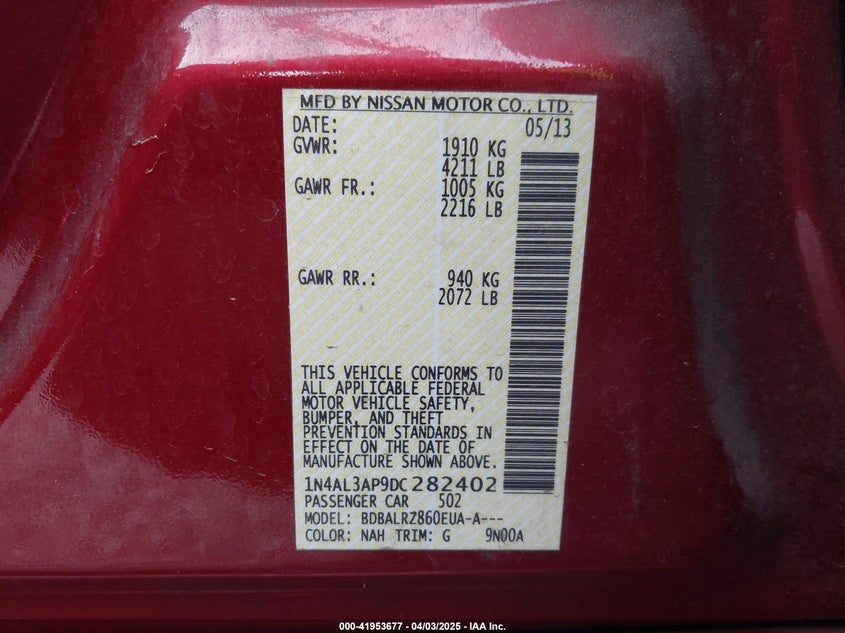 MFD BY NISSAN MOTOR CO., LTD.
DATE: 05/13
GVWR: 1910 KG
4211 LB
GAWR FR.: 1005 KG
2216 LB
GAWR RR.: 940 KG
2072 LB
THIS VEHICLE CONFORMS TO
ALL APPLICABLE FEDERAL
MOTOR VEHICLE SAFETY,
BUMPER, AND THEFT
PREVENTION STANDARDS IN
EFFECT ON THE DATE OF
MANUFACTURE SHOWN ABOVE.
1N4AL3AP9DC282402
PASSENGER CAR 502
MODEL: BDBALRZ860EUA-A---
COLOR: NAH TRIM: G 9N00A
000-41953677 - 04/03/2025 - IAA Inc.